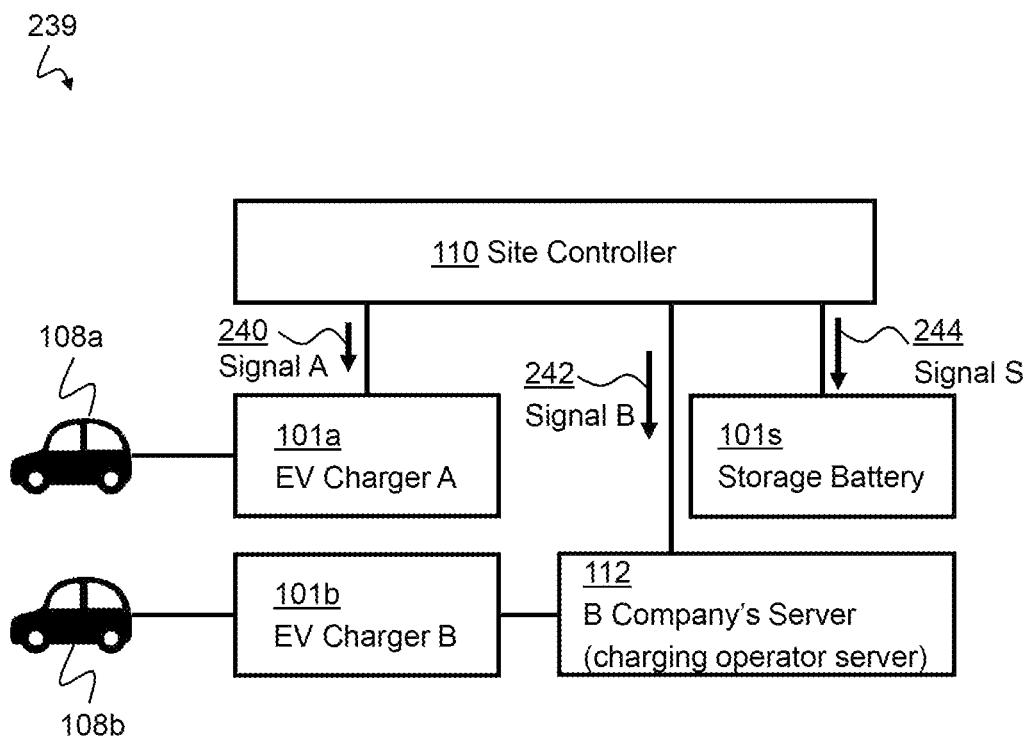 239
110 Site Controller
240
Signal A
108a
242
Signal B
244
Signal S
101a
EV Charger A
101s
Storage Battery
101b
EV Charger B
112
B Company's Server
(charging operator server)
108b